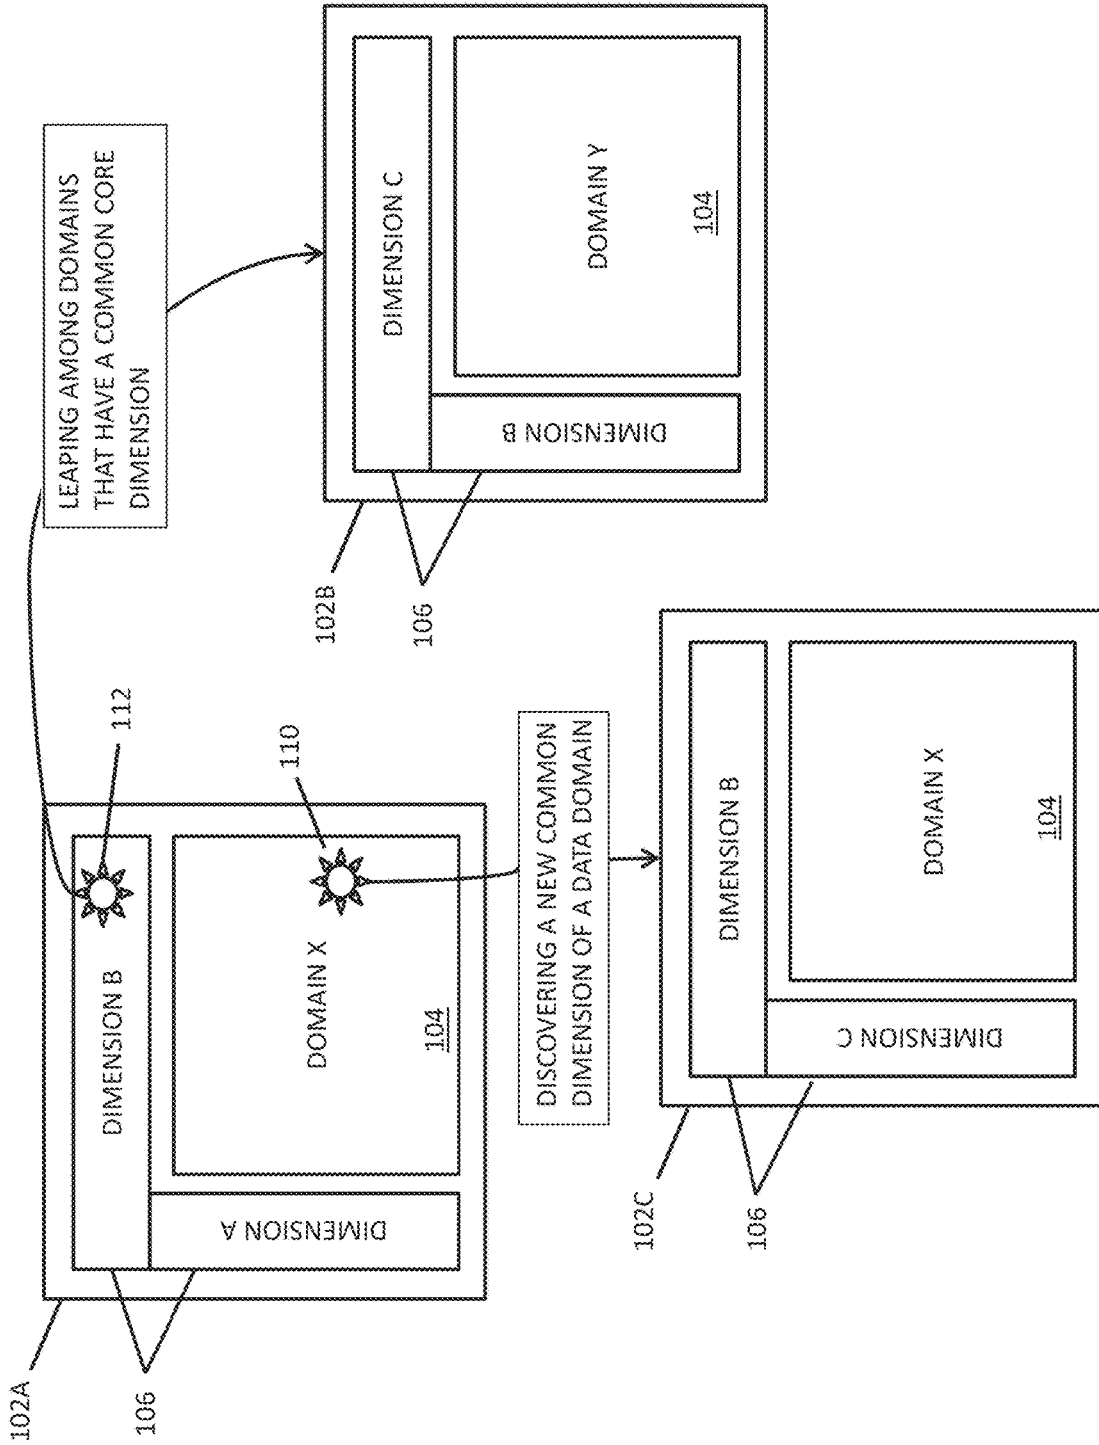 102A
106
DIMENSION B
112
DIMENSION A
DOMAIN X
104
110
LEAPING AMONG DOMAINS
THAT HAVE A COMMON CORE
DIMENSION
102B
106
DIMENSION C
DIMENSION B
DOMAIN Y
104
DISCOVERING A NEW COMMON
DIMENSION OF A DATA DOMAIN
102C
106
DIMENSION B
DIMENSION C
DOMAIN X
104